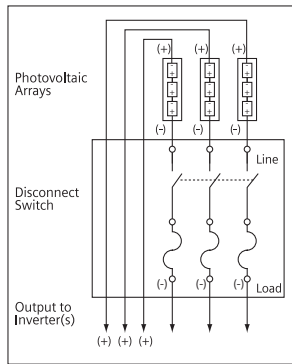 (+) (+) (+)
Photovoltaic
Arrays
- + - + - +
- + - + - +
- + - + - +
(-) (-) (-)
Line
Disconnect
Switch
(-) (-) (-)
Load
Output to
Inverter(s)
(+) (+) (+)